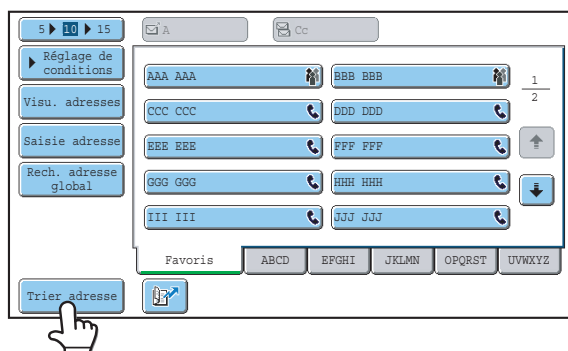 5 10 15
A
Cc
Réglage de
conditions
Visu. adresses
Saisie adresse
Rech. adresse
global
AAA AAA
BBB BBB
CCC CCC
DDD DDD
EEE EEE
FFF FFF
GGG GGG
HHH HHH
III III
JJJ JJJ
1
2
Favoris
ABCD
EFGHI
JKLMN
OPQRST
UVWXYZ
Trier adresse